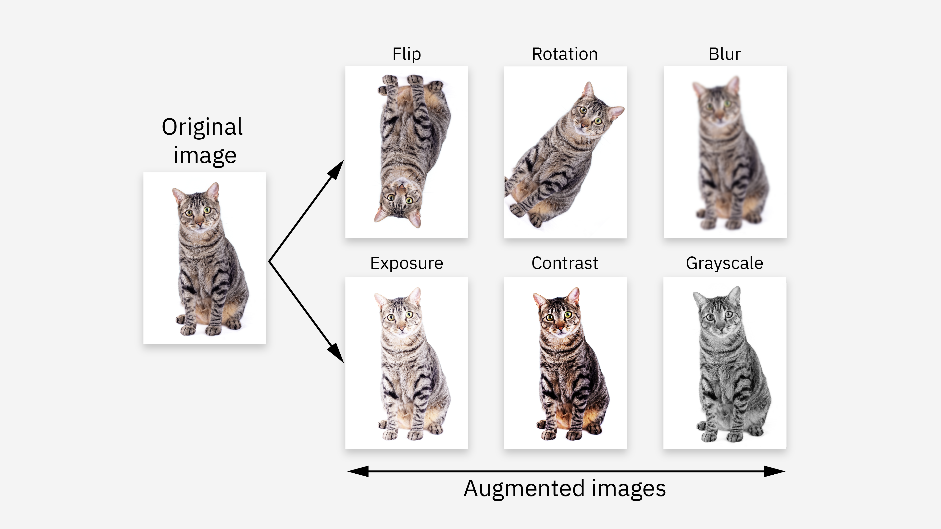 Original
image
Flip
Rotation
Blur
Exposure
Contrast
Grayscale
Augmented images